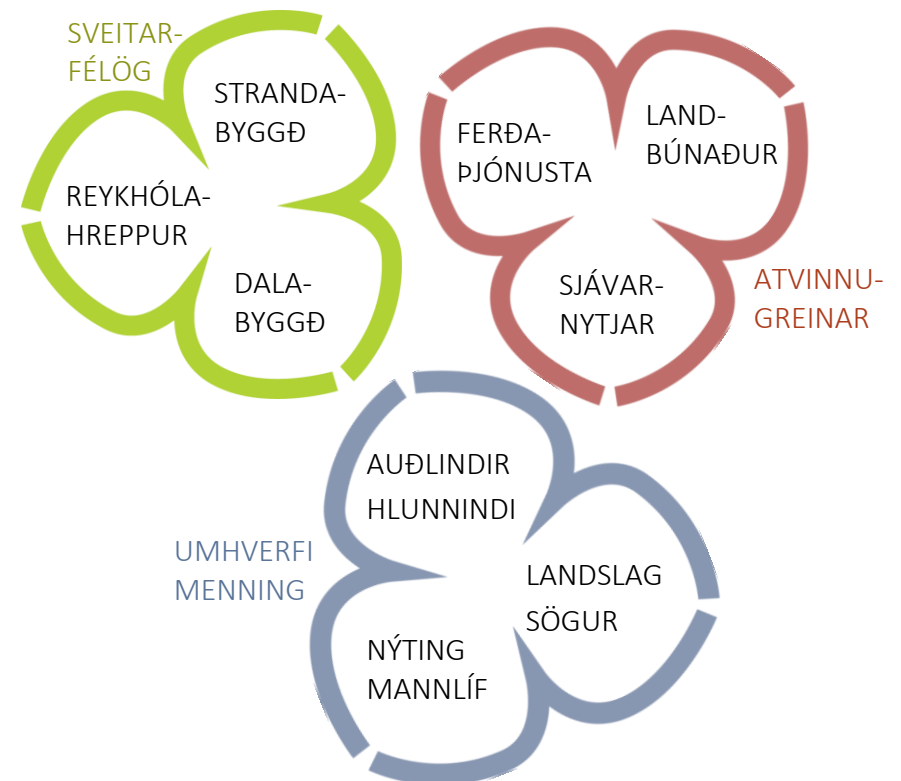 SVEITAR-
FÉLÖG
STRANDA-
BYGGÐ
REYKHÓLA-
HREPPUR
DALA-
BYGGÐ
FERÐA-
ÞJÓNUSTA
LAND-
BÚNAÐUR
SJÁVAR-
NYTJAR
ATVINNU-
GREINAR
AUÐLINDIR
HLUNNINDI
UMHVERFI
MENNING
LANDSLAG
SÖGUR
NÝTING
MANNLÍF